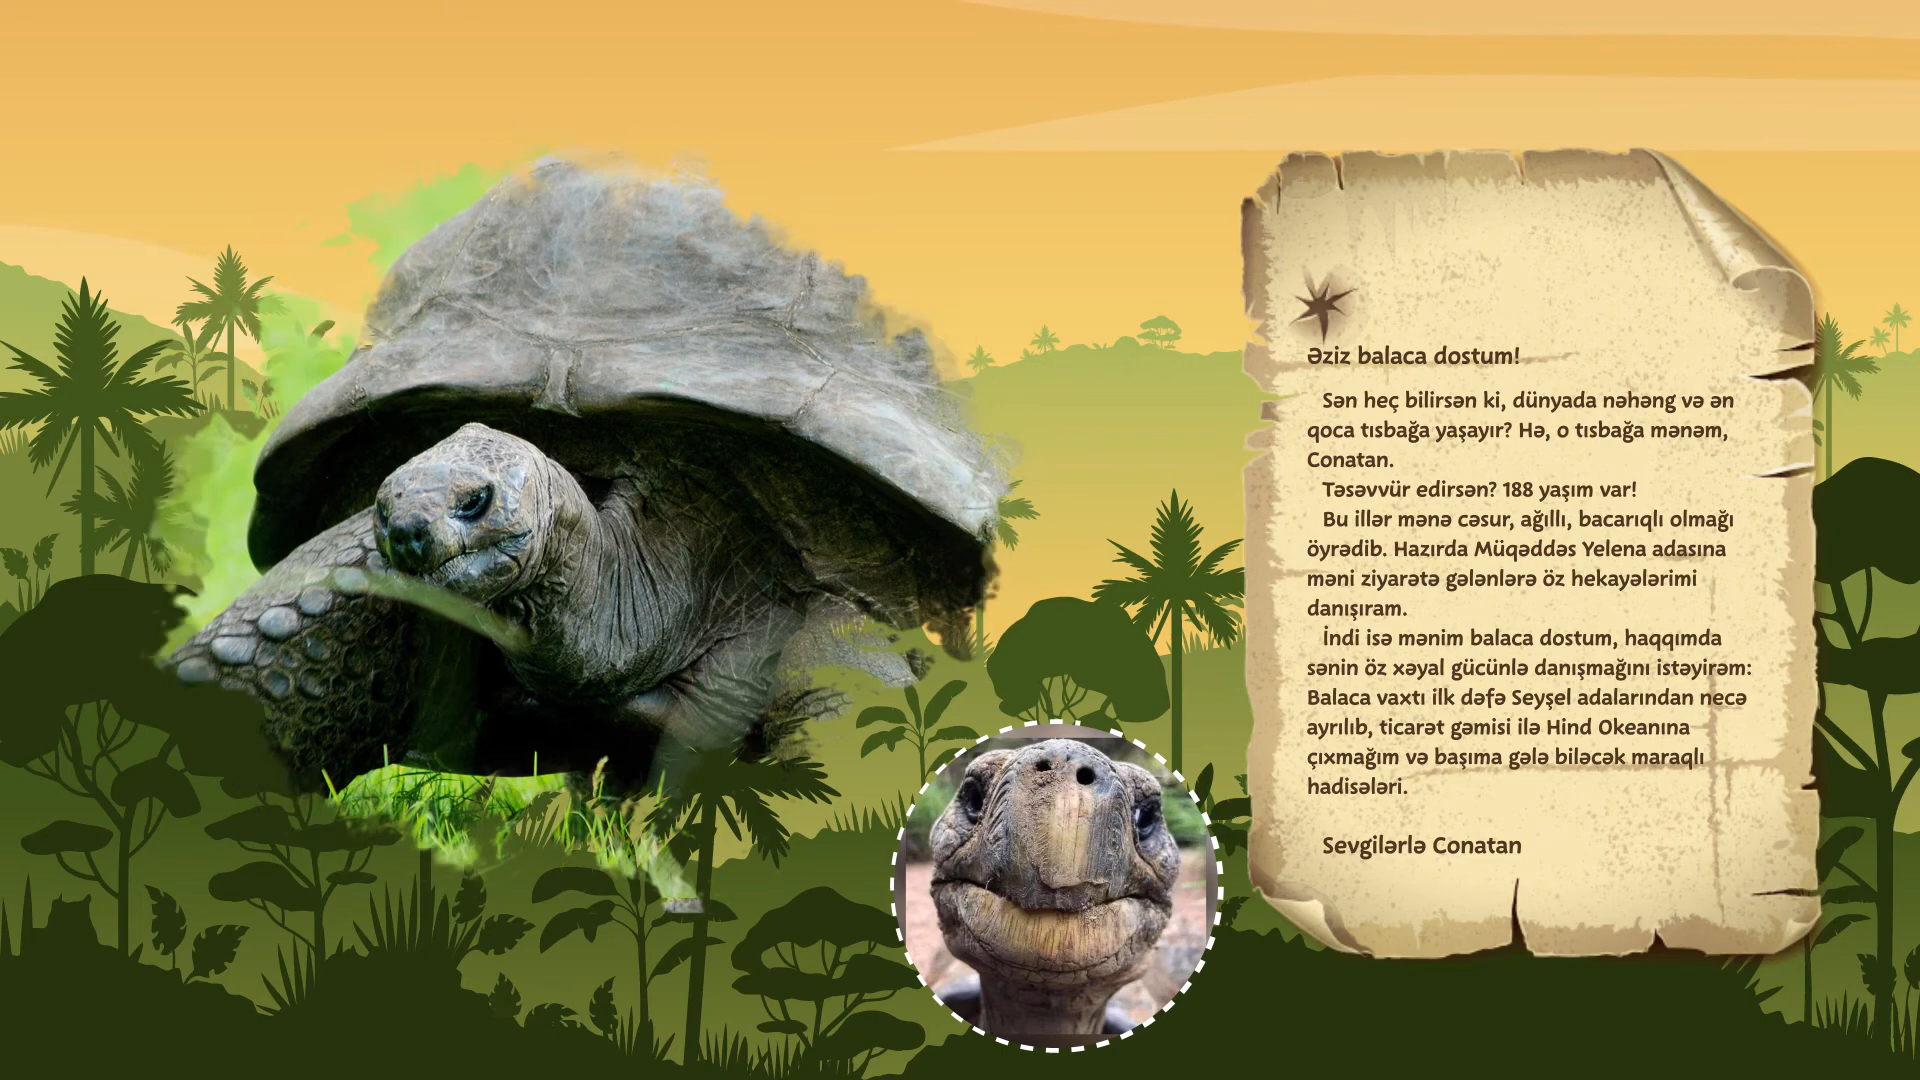 Əziz balaca dostum!
Sən heç bilirsən ki, dünyada nəhəng və ən
qoca tısbağa yaşayır? Hə, o tısbağa mənəm,
Conatan.
Təsəvvür edirsən? 188 yaşım var!
Bu illər mənə cəsur, ağıllı, bacarıqlı olmağı
öyrədib. Hazırda Müqəddəs Yelena adasına
məni ziyarətə gələnlərə öz hekayələrimi
danışıram.
İndi isə mənim balaca dostum, haqqımda
sənin öz xəyal gücünlə danışmağını istəyirəm:
Balaca vaxtı ilk dəfə Seyşel adalarından necə
ayrılıb, ticarət gəmisi ilə Hind Okeanına
çıxmağım və başıma gələ biləcək maraqlı
hadisələri.
Sevgilərlə Conatan